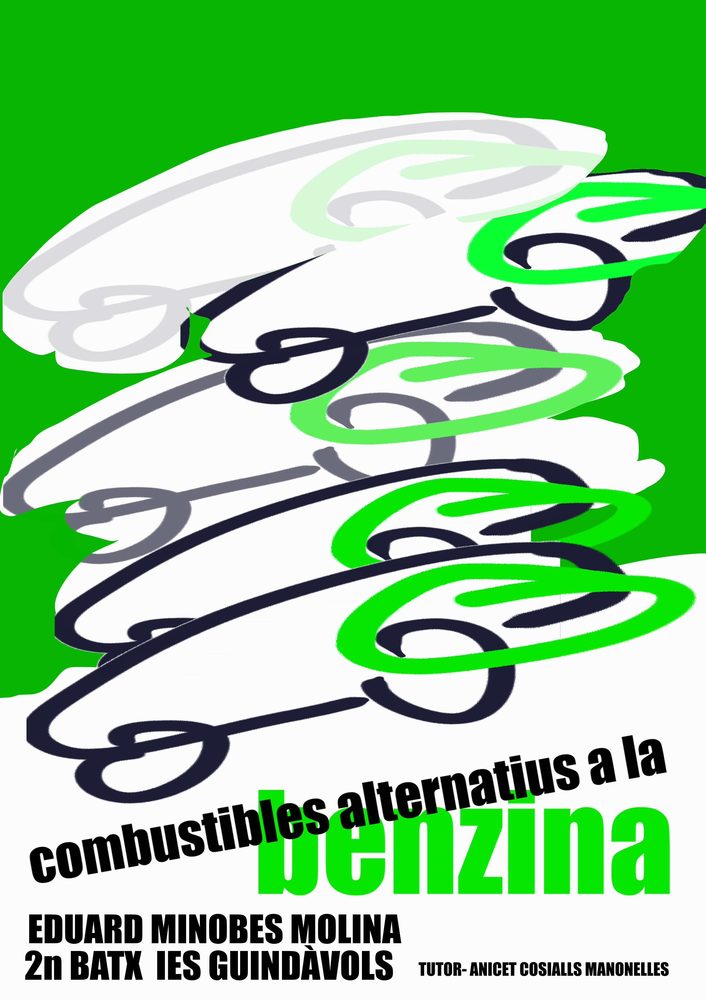 combustibles alternatius a la
benzina
EDUARD MINOBES MOLINA
2n BATX IES GUINDÀVOLS
TUTOR- ANICET COSIALLS MANONELLES